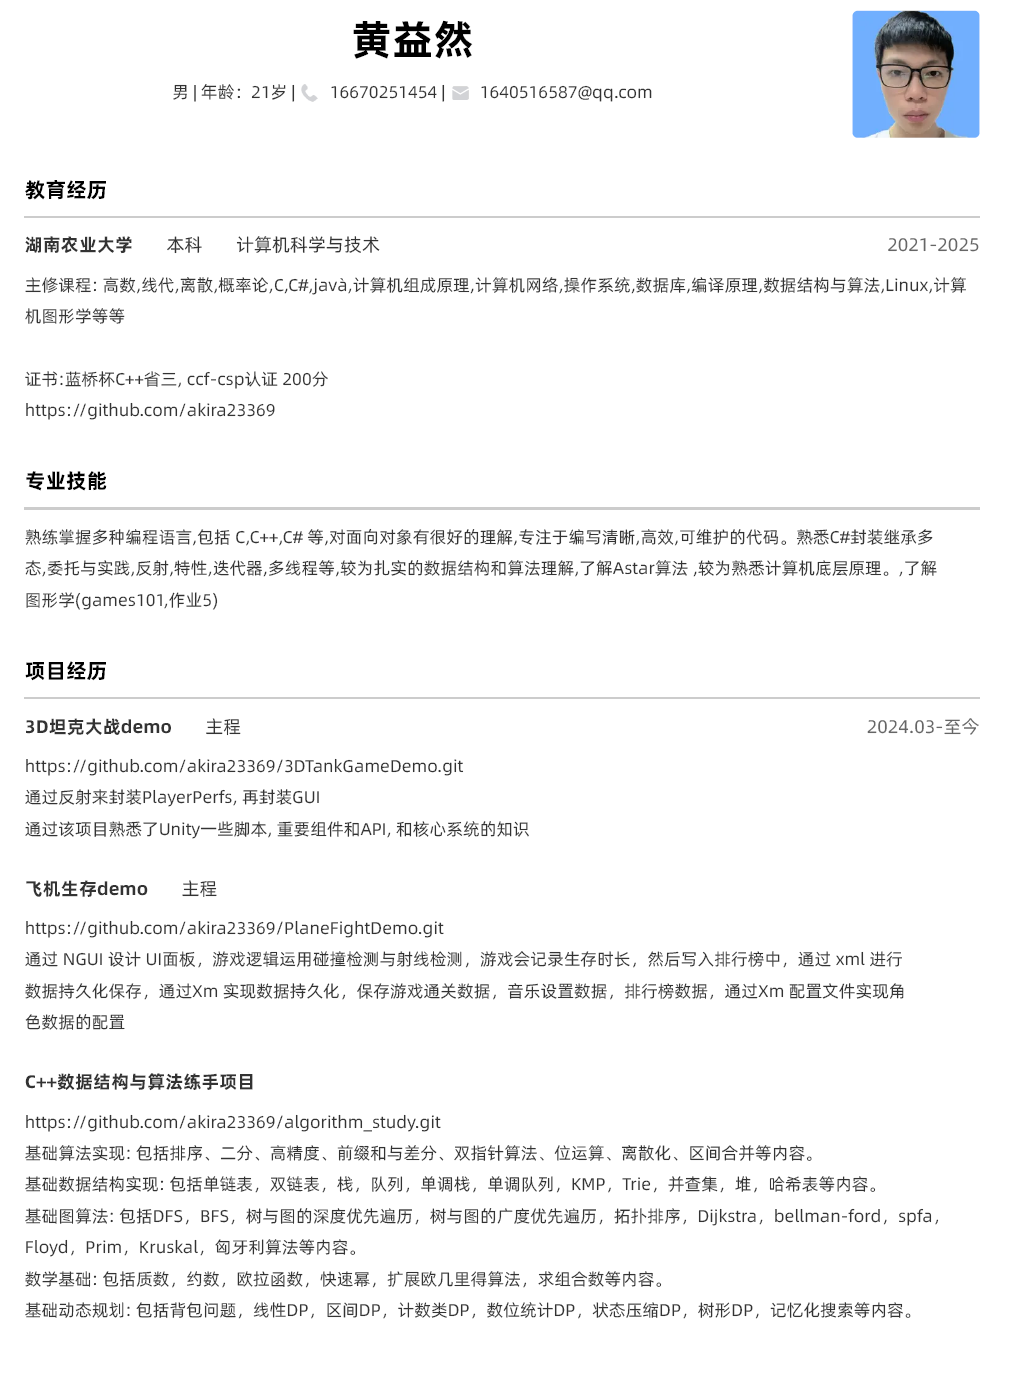 黄益然
男 | 年龄：21岁 | 16670251454 | 1640516587@qq.com
教育经历
湖南农业大学 本科 计算机科学与技术 2021-2025
主修课程: 高数,线代,离散,概率论,C,C#,javà,计算机组成原理,计算机网络,操作系统,数据库,编译原理,数据结构与算法,Linux,计算
机图形学等等
证书:蓝桥杯C++省三, ccf-csp认证 200分
https://github.com/akira23369
专业技能
熟练掌握多种编程语言,包括 C,C++,C# 等,对面向对象有很好的理解,专注于编写清晰,高效,可维护的代码。熟悉C#封装继承多
态,委托与实践,反射,特性,迭代器,多线程等,较为扎实的数据结构和算法理解,了解Astar算法 ,较为熟悉计算机底层原理。,了解
图形学(games101,作业5)
项目经历
3D坦克大战demo 主程 2024.03-至今
https://github.com/akira23369/3DTankGameDemo.git
通过反射来封装PlayerPerfs, 再封装GUI
通过该项目熟悉了Unity一些脚本, 重要组件和API, 和核心系统的知识
飞机生存demo 主程
https://github.com/akira23369/PlaneFightDemo.git
通过 NGUI 设计 UI面板，游戏逻辑运用碰撞检测与射线检测，游戏会记录生存时长，然后写入排行榜中，通过 xml 进行
数据持久化保存，通过Xm 实现数据持久化，保存游戏通关数据，音乐设置数据，排行榜数据，通过Xm 配置文件实现角
色数据的配置
C++数据结构与算法练手项目
https://github.com/akira23369/algorithm_study.git
基础算法实现: 包括排序、二分、高精度、前缀和与差分、双指针算法、位运算、离散化、区间合并等内容。
基础数据结构实现: 包括单链表，双链表，栈，队列，单调栈，单调队列，KMP，Trie，并查集，堆，哈希表等内容。
基础图算法: 包括DFS，BFS，树与图的深度优先遍历，树与图的广度优先遍历，拓扑排序，Dijkstra，bellman-ford，spfa，
Floyd，Prim，Kruskal，匈牙利算法等内容。
数学基础: 包括质数，约数，欧拉函数，快速幂，扩展欧几里得算法，求组合数等内容。
基础动态规划: 包括背包问题，线性DP，区间DP，计数类DP，数位统计DP，状态压缩DP，树形DP，记忆化搜索等内容。